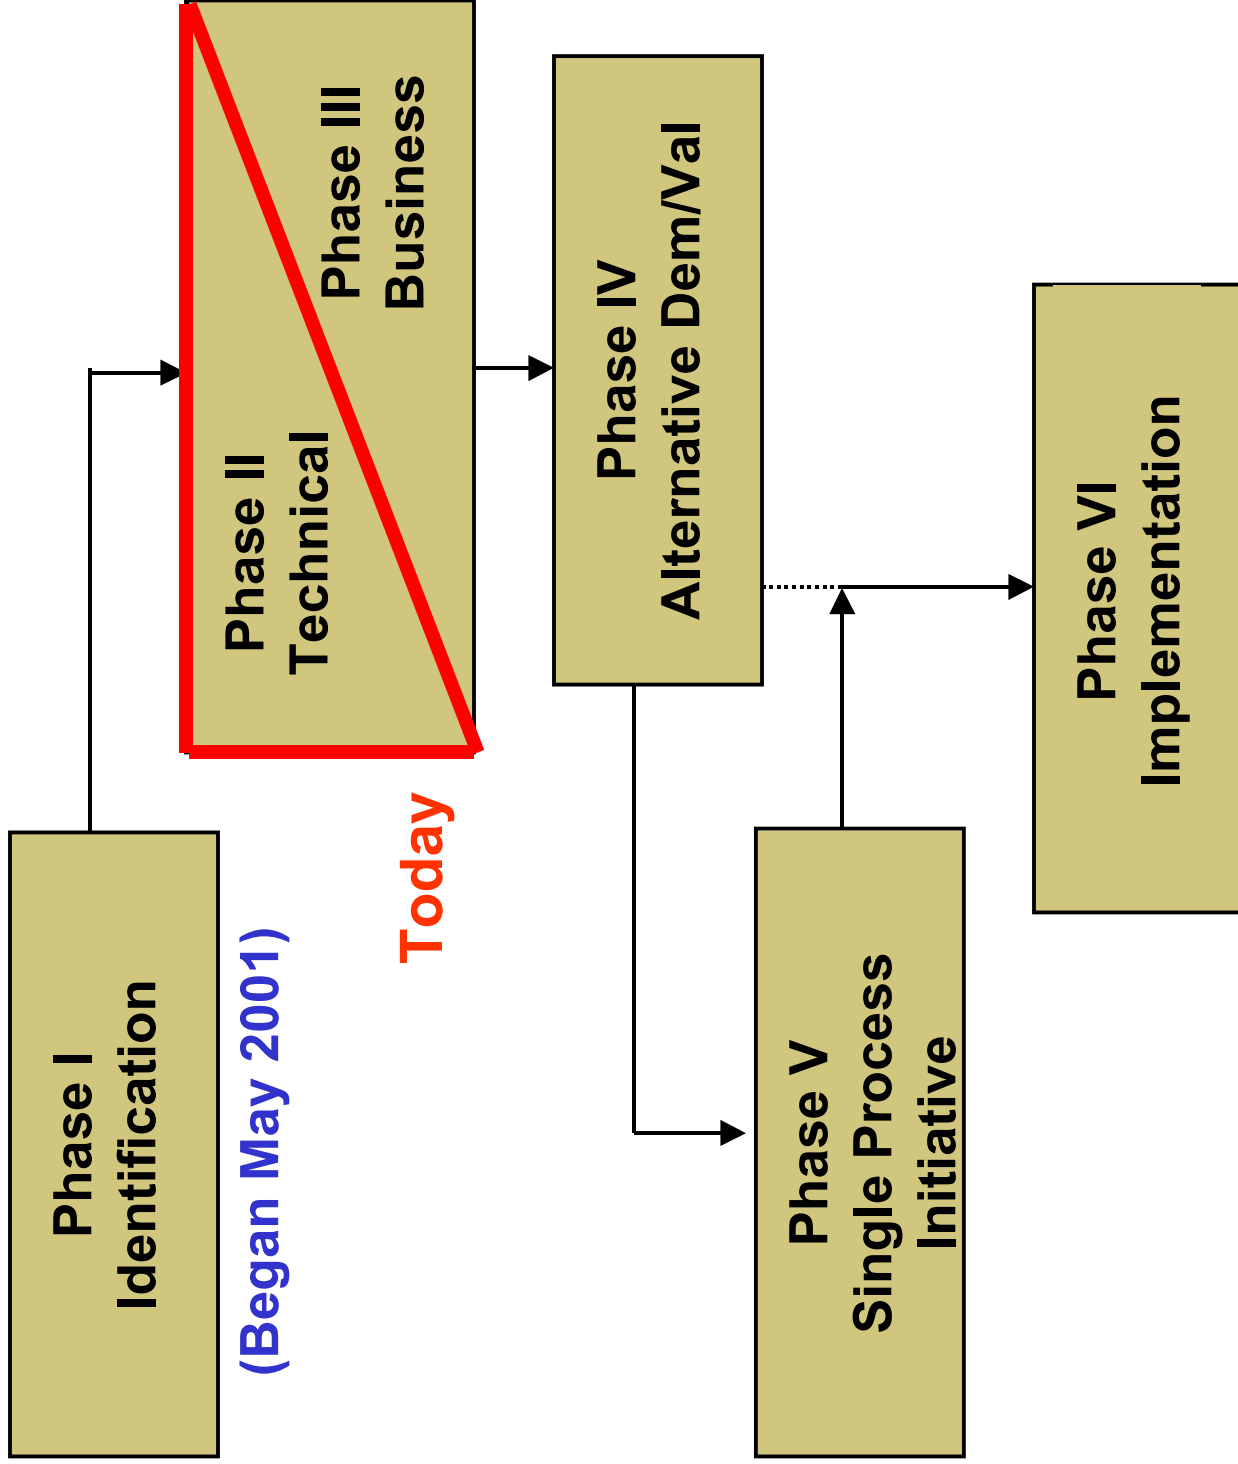 Phase I
Identification
(Began May 2001)
Phase II
Technical
Phase III
Business
Today
Phase IV
Alternative Dem/Val
Phase V
Single Process
Initiative
Phase VI
Implementation